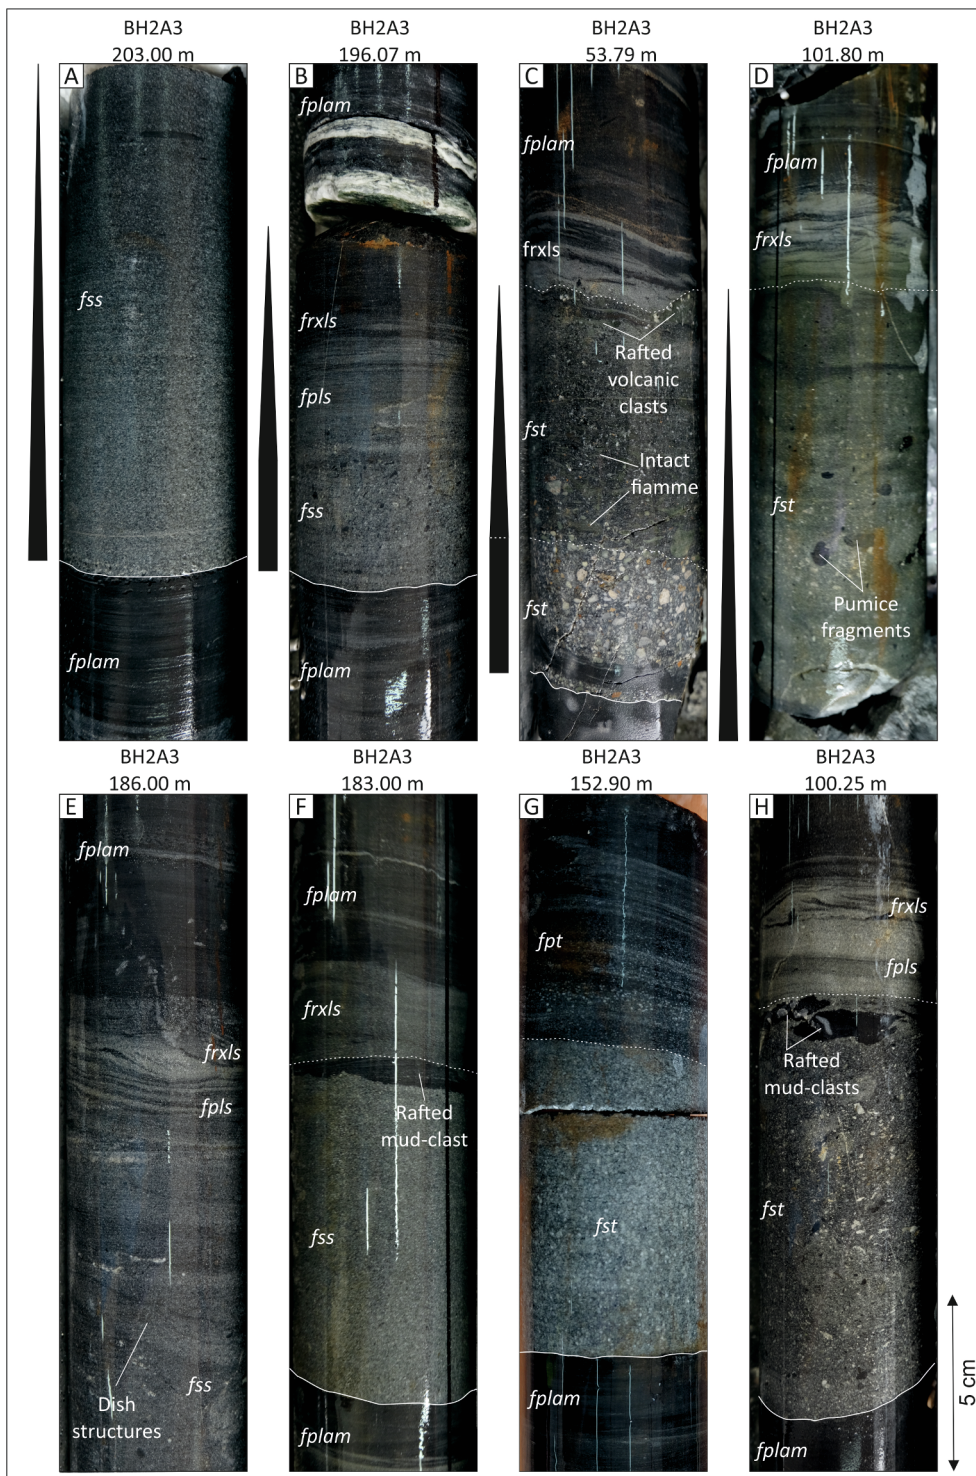 BH2A3
203.00 m
BH2A3
196.07 m
BH2A3
53.79 m
BH2A3
101.80 m
A
fss
fplam
B
fplam
frxls
fpls
fss
fplam
C
fplam
frxls
Rafted
volcanic
clasts
fst
Intact
fiamme
fst
D
fplam
frxls
fst
Pumice
fragments
BH2A3
186.00 m
BH2A3
183.00 m
BH2A3
152.90 m
BH2A3
100.25 m
E
fplam
frxls
fpls
Dish
structures
fss
F
fplam
frxls
Rafted
mud-clast
fss
fplam
G
fpt
fst
fplam
H
frxls
fpls
Rafted
mud-clasts
fst
fplam
5 cm